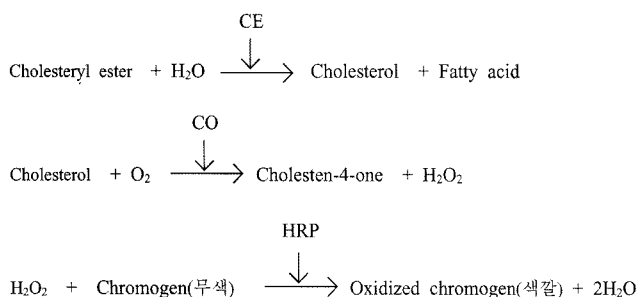 CE
Cholesteryl ester + H₂O → Cholesterol + Fatty acid
CO
Cholesterol + O₂ → Cholesten-4-one + H₂O₂
HRP
H₂O₂ + Chromogen(무색) → Oxidized chromogen(색깔) + 2H₂O